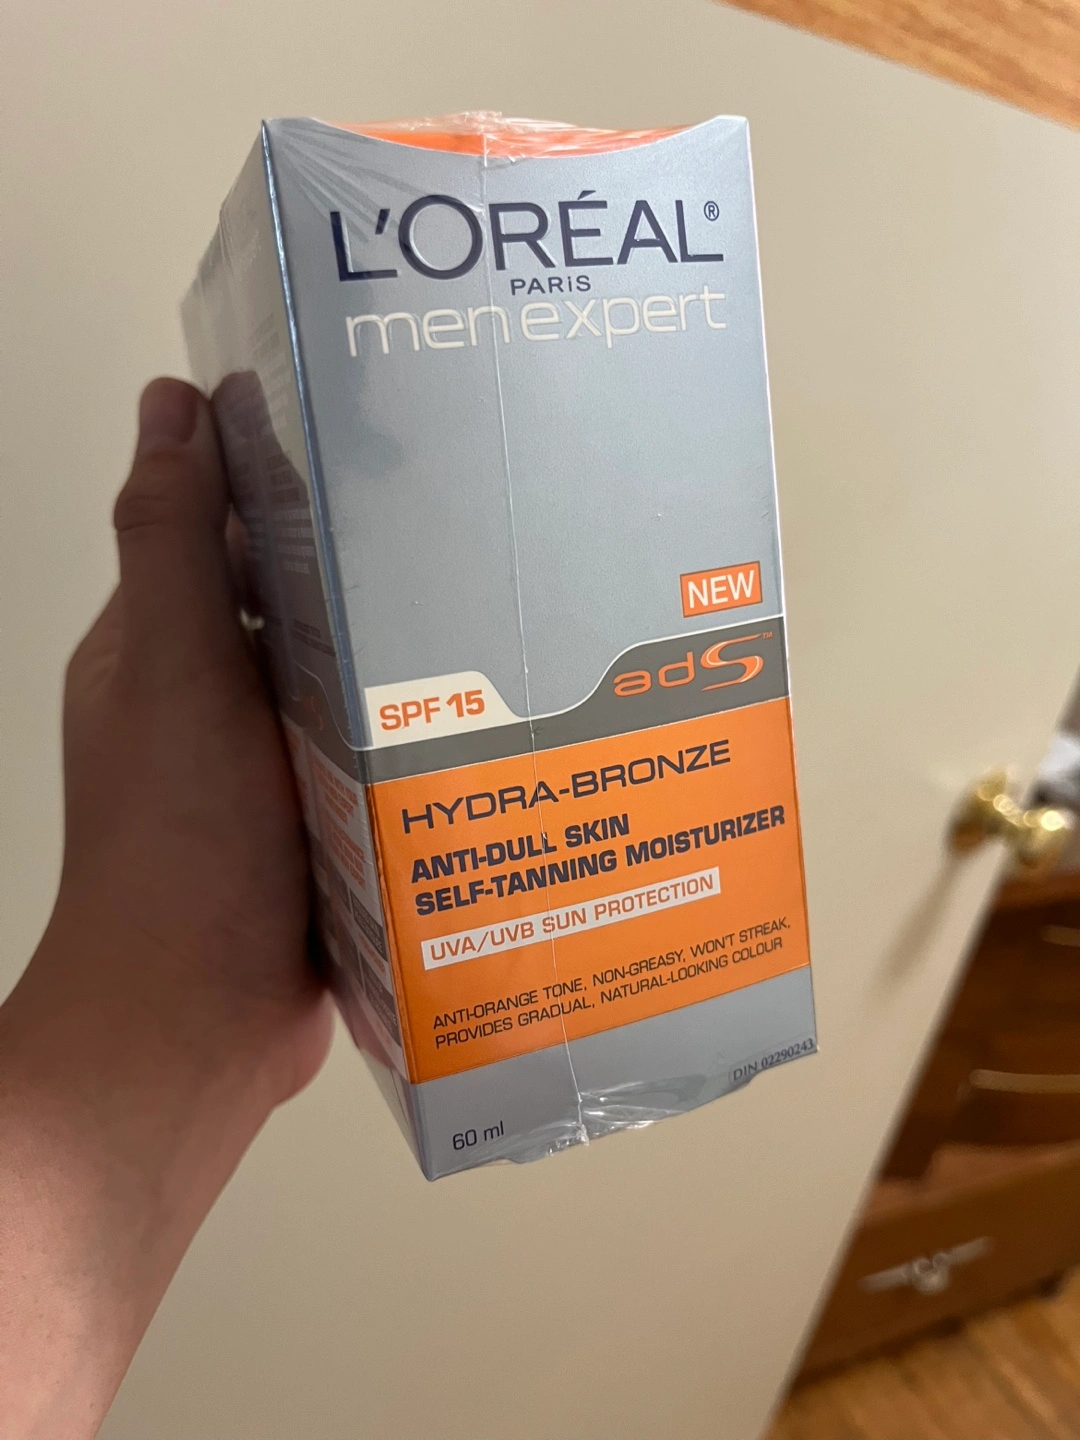 L'ORÉAL®
PARiS
men expert
NEW
adS™
SPF 15
HYDRA-BRONZE
ANTI-DULL SKIN
SELF-TANNING MOISTURIZER
UVA/UVB SUN PROTECTION
ANTI-ORANGE TONE, NON-GREASY, WON'T STREAK,
PROVIDES GRADUAL, NATURAL-LOOKING COLOUR
DIN 02290243
60 ml